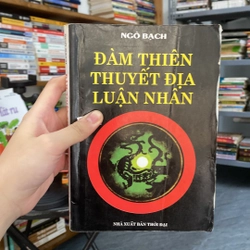 NGÔ BẠCH
ĐÀM THIÊN
THUYẾT ĐỊA
LUẬN NHÂN
NHÀ XUẤT BẢN THỜI ĐẠI